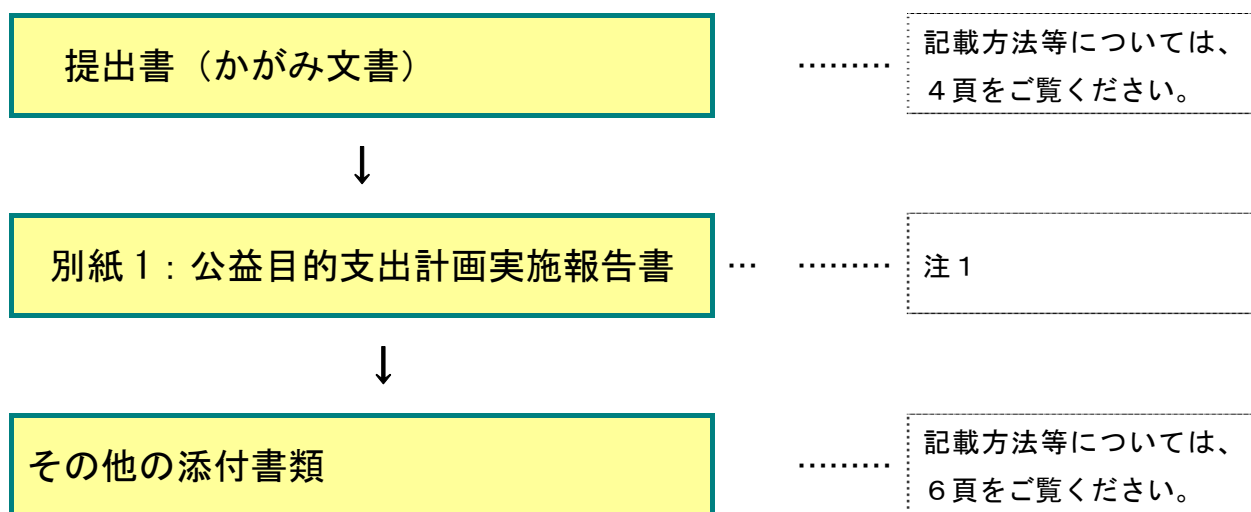 提出書（かがみ文書）
………
記載方法等については、
４頁をご覧ください。
↓
別紙１：公益目的支出計画実施報告書
… ………
注１
↓
その他の添付書類
………
記載方法等については、
６頁をご覧ください。